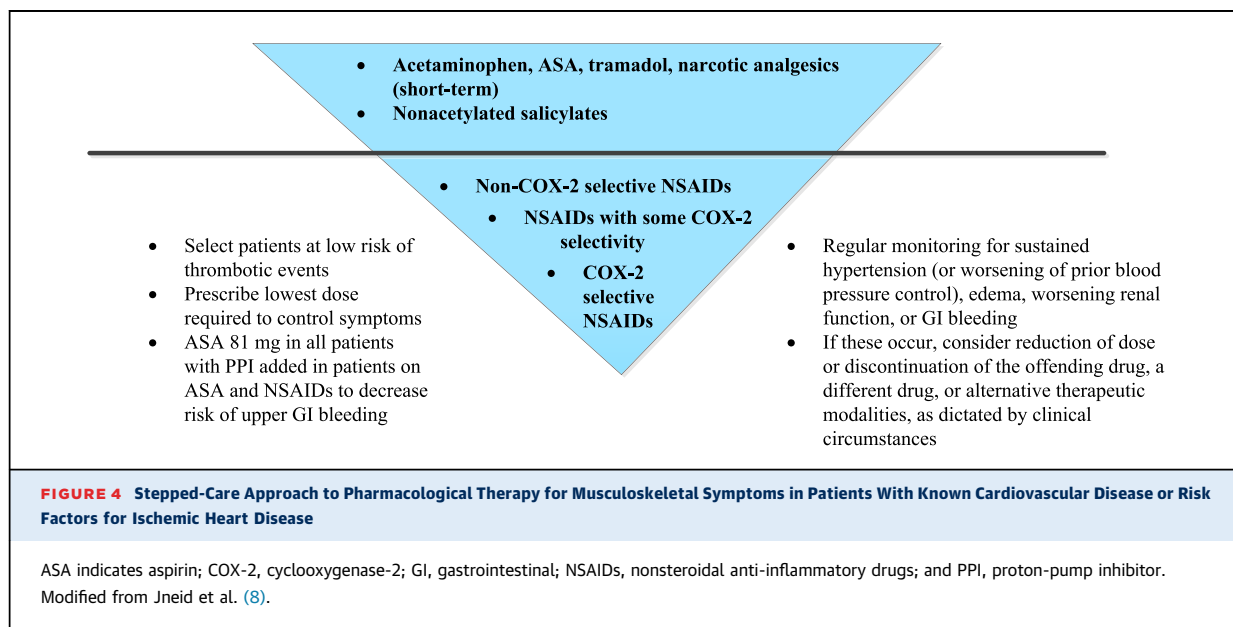 • Acetaminophen, ASA, tramadol, narcotic analgesics
(short-term)
• Nonacetylated salicylates
• Non-COX-2 selective NSAIDs
• NSAIDs with some COX-2
selectivity
• COX-2
selective
NSAIDs
• Select patients at low risk of
thrombotic events
• Prescribe lowest dose
required to control symptoms
• ASA 81 mg in all patients
with PPI added in patients on
ASA and NSAIDs to decrease
risk of upper GI bleeding
• Regular monitoring for sustained
hypertension (or worsening of prior blood
pressure control), edema, worsening renal
function, or GI bleeding
• If these occur, consider reduction of dose
or discontinuation of the offending drug, a
different drug, or alternative therapeutic
modalities, as dictated by clinical
circumstances
FIGURE 4 Stepped-Care Approach to Pharmacological Therapy for Musculoskeletal Symptoms in Patients With Known Cardiovascular Disease or Risk
Factors for Ischemic Heart Disease
ASA indicates aspirin; COX-2, cyclooxygenase-2; GI, gastrointestinal; NSAIDs, nonsteroidal anti-inflammatory drugs; and PPI, proton-pump inhibitor.
Modified from Jneid et al. (8).